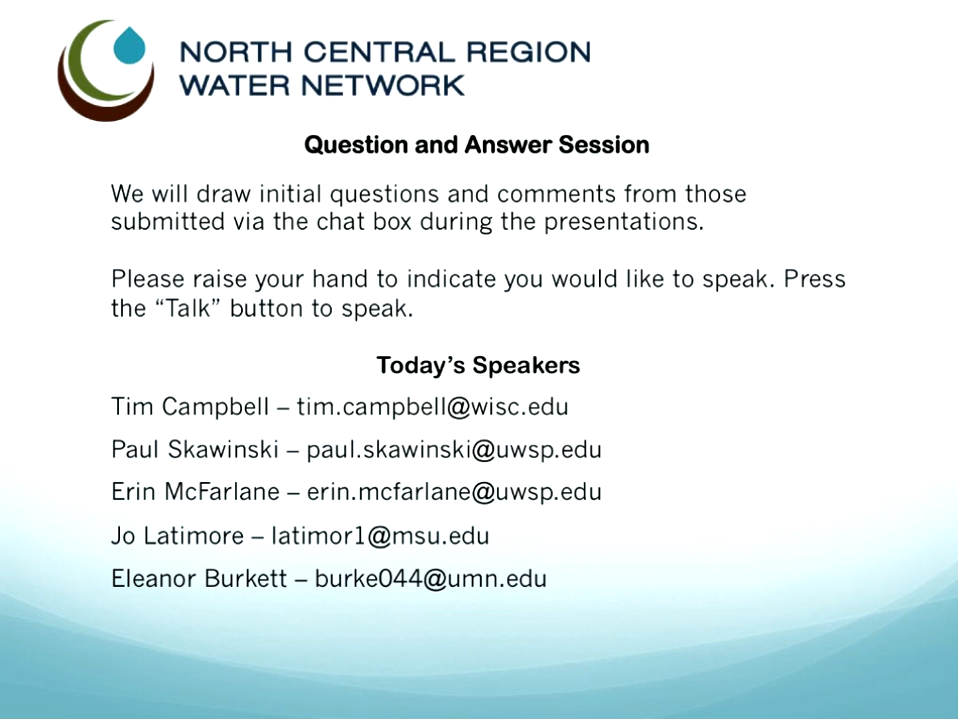 NORTH CENTRAL REGION
WATER NETWORK
Question and Answer Session
We will draw initial questions and comments from those
submitted via the chat box during the presentations.
Please raise your hand to indicate you would like to speak. Press
the “Talk” button to speak.
Today’s Speakers
Tim Campbell – tim.campbell@wisc.edu
Paul Skawinski – paul.skawinski@uwsp.edu
Erin McFarlane – erin.mcfarlane@uwsp.edu
Jo Latimore – latimor1@msu.edu
Eleanor Burkett – burke044@umn.edu